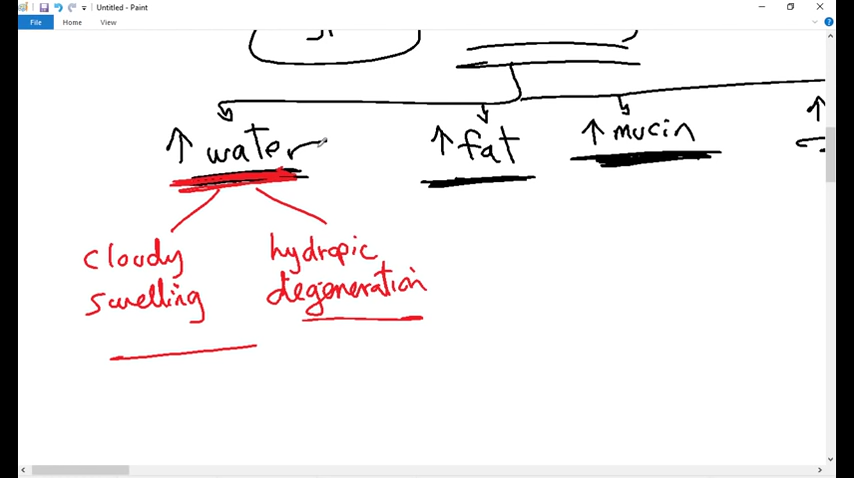 Untitled - Paint
File Home View
↑ water ↑ fat ↑ mucin ↑
cloudy hydropic
swelling degeneration